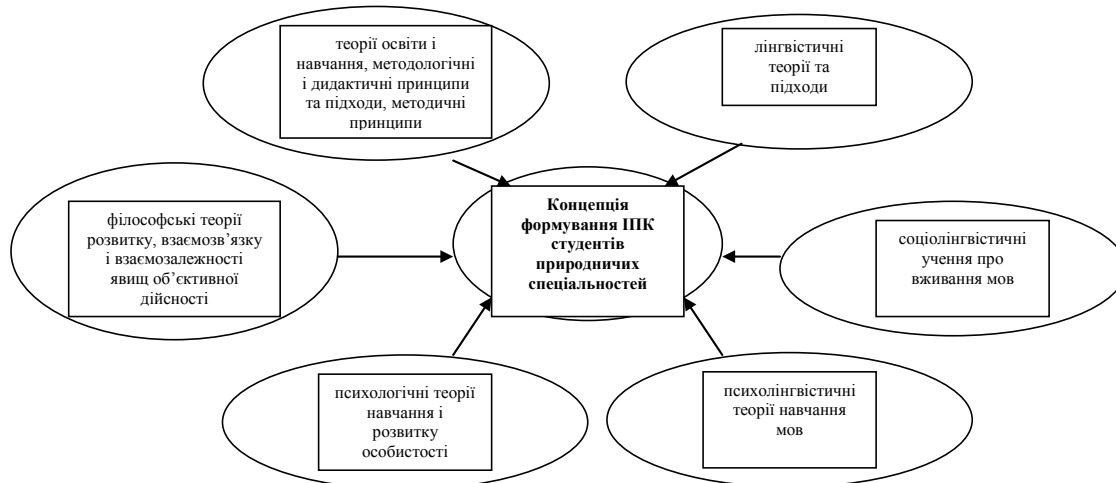 теорії освіти і
навчання, методологічні
і дидактичні принципи
та підходи, методичні
принципи
лінгвістичні
теорії та
підходи
філософські теорії
розвитку, взаємозв’язку
і взаємозалежності
явищ об’єктивної
дійсності
Концепція
формування ІПК
студентів
природничих
спеціальностей
соціолінгвістичні
учення про
вживання мов
психологічні теорії
навчання і
розвитку
особистості
психолінгвістичні
теорії навчання
мов